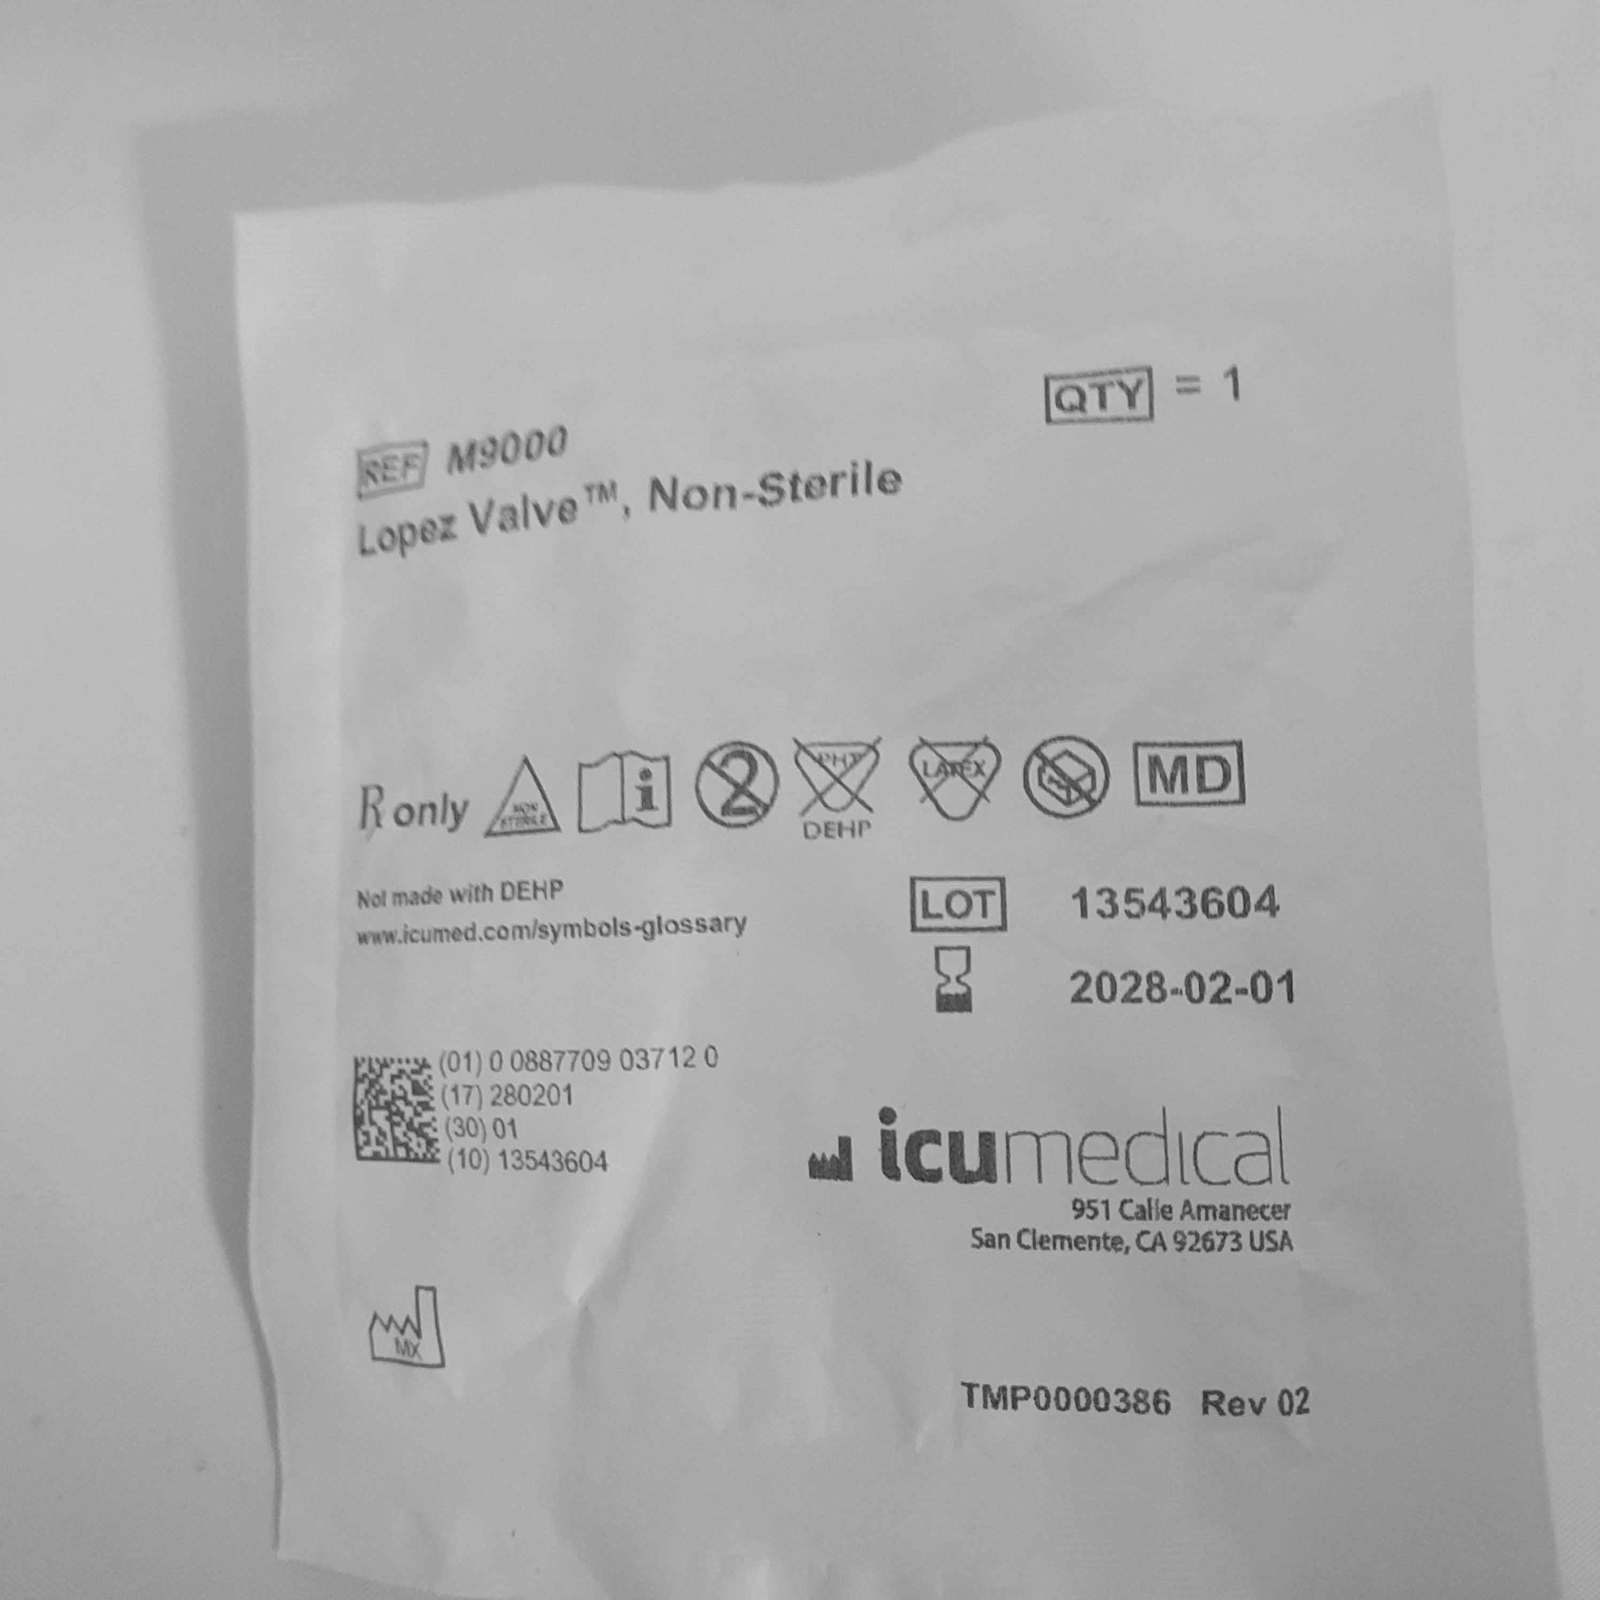 QTY = 1
REF M9000
Lopez Valve™, Non-Sterile
R only NON STERILE i 2 PHT DEHP LATEX MD
Not made with DEHP
www.icumed.com/symbols-glossary
LOT 13543604
2028-02-01
(01) 0 0887709 03712 0
(17) 280201
(30) 01
(10) 13543604
icumedical
951 Calle Amanecer
San Clemente, CA 92673 USA
MX
TMP0000386 Rev 02